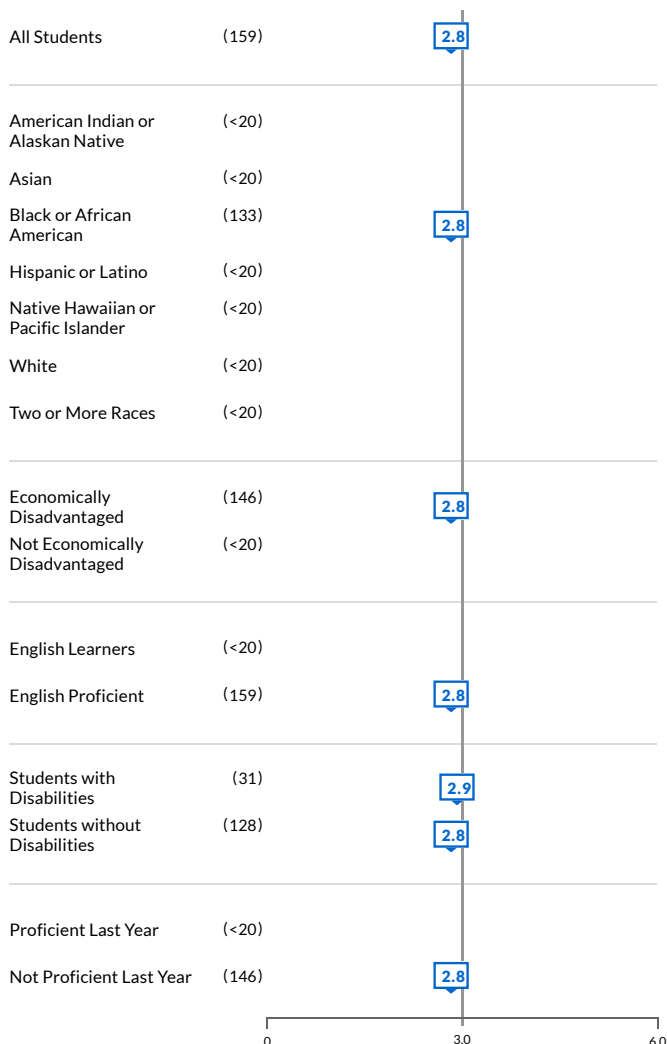 All Students (159) 2.8
American Indian or (<20)
Alaskan Native
Asian (<20)
Black or African (133) 2.8
American
Hispanic or Latino (<20)
Native Hawaiian or (<20)
Pacific Islander
White (<20)
Two or More Races (<20)
Economically (146) 2.8
Disadvantaged
Not Economically (<20)
Disadvantaged
English Learners (<20)
English Proficient (159) 2.8
Students with (31) 2.9
Disabilities
Students without (128) 2.8
Disabilities
Proficient Last Year (<20)
Not Proficient Last Year (146) 2.8
0 3.0 6.0